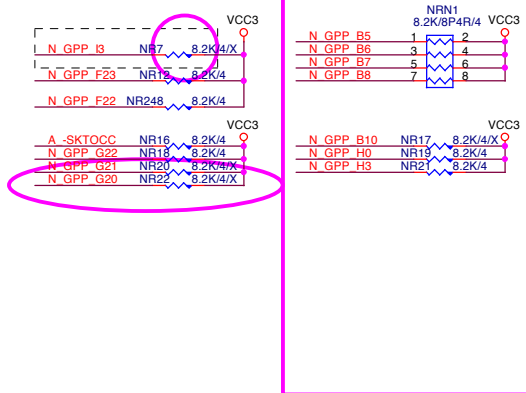 VCC3
N_GPP_I3 NR7 8.2K/4/X
N_GPP_F23 NR12 8.2K/4
N_GPP_F22 NR248 8.2K/4
VCC3
A_-SKTOCC NR16 8.2K/4
N_GPP_G22 NR18 8.2K/4
N_GPP_G21 NR20 8.2K/4/X
N_GPP_G20 NR22 8.2K/4/X
NRN1
8.2K/8P4R/4 VCC3
N_GPP_B5 1 2
N_GPP_B6 3 4
N_GPP_B7 5 6
N_GPP_B8 7 8
VCC3
N_GPP_B10 NR17 8.2K/4/X
N_GPP_H0 NR19 8.2K/4
N_GPP_H3 NR21 8.2K/4